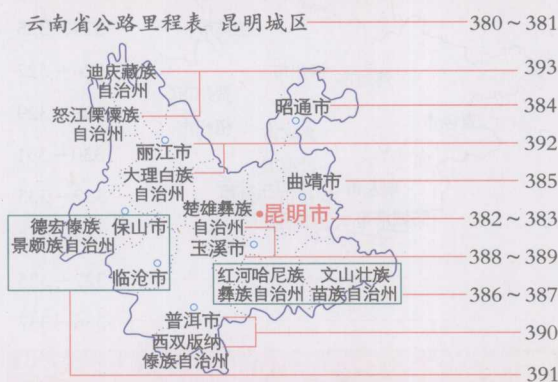 云南省公路里程表 昆明城区 380～381
迪庆藏族
自治州
393
昭通市
384
怒江傈僳族
自治州
丽江市
392
大理白族
自治州
曲靖市
385
楚雄彝族
自治州
昆明市
382～383
德宏傣族
景颇族自治州
保山市
玉溪市
388～389
临沧市
红河哈尼族
彝族自治州
文山壮族
苗族自治州
386～387
普洱市
390
西双版纳
傣族自治州
391